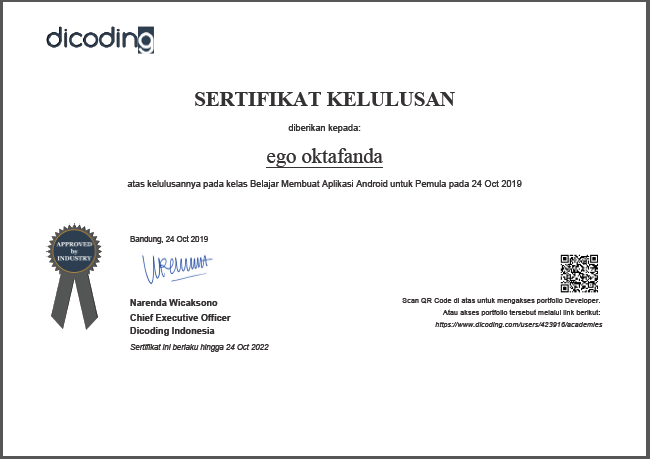 dicoding
SERTIFIKAT KELULUSAN
diberikan kepada:
ego oktafanda
atas kelulusannya pada kelas Belajar Membuat Aplikasi Android untuk Pemula pada 24 Oct 2019
APPROVED
by
INDUSTRY
Bandung, 24 Oct 2019
Narenda Wicaksono
Chief Executive Officer
Dicoding Indonesia
Sertifikat ini berlaku hingga 24 Oct 2022
Scan QR Code di atas untuk mengakses portfolio Developer.
Atau akses portfolio tersebut melalui link berikut:
https://www.dicoding.com/users/423916/academies